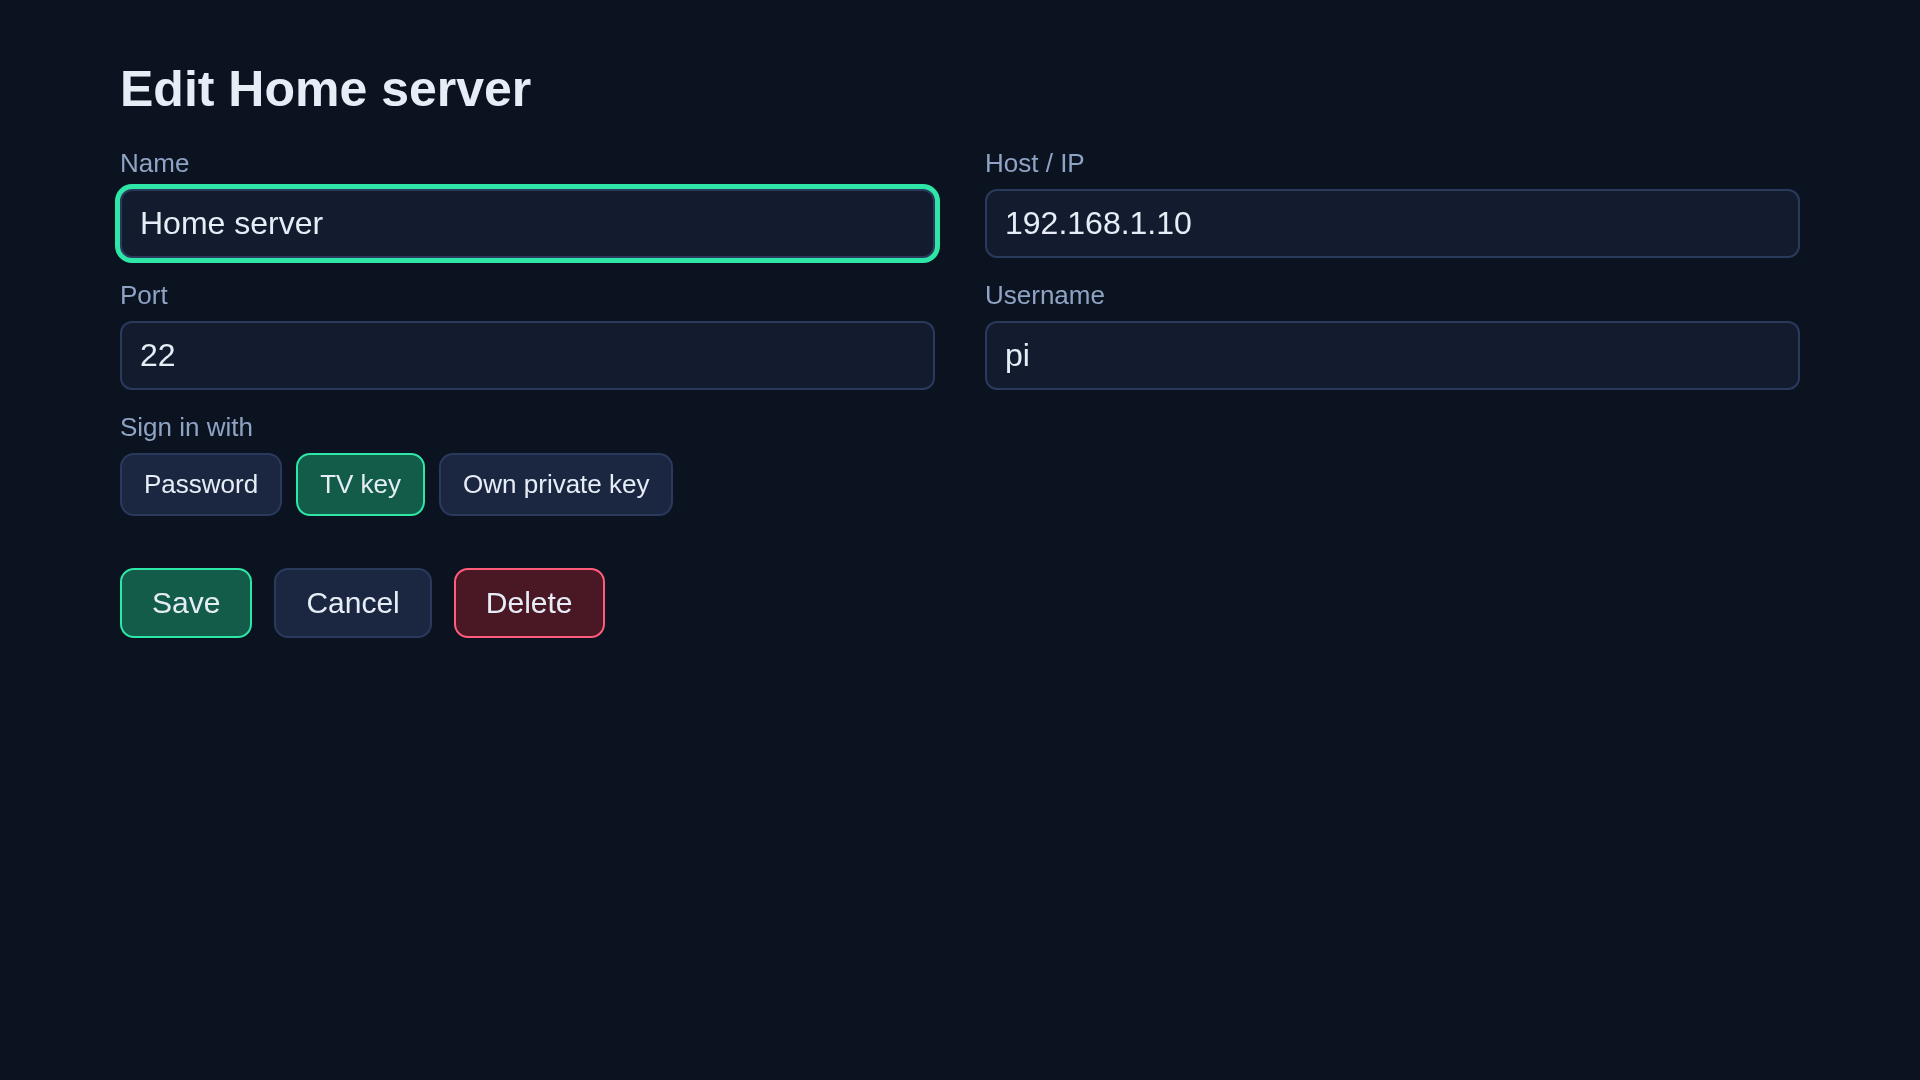 Edit Home server
Name
Host / IP
Home server
192.168.1.10
Port
Username
22
pi
Sign in with
Password
TV key
Own private key
Save
Cancel
Delete